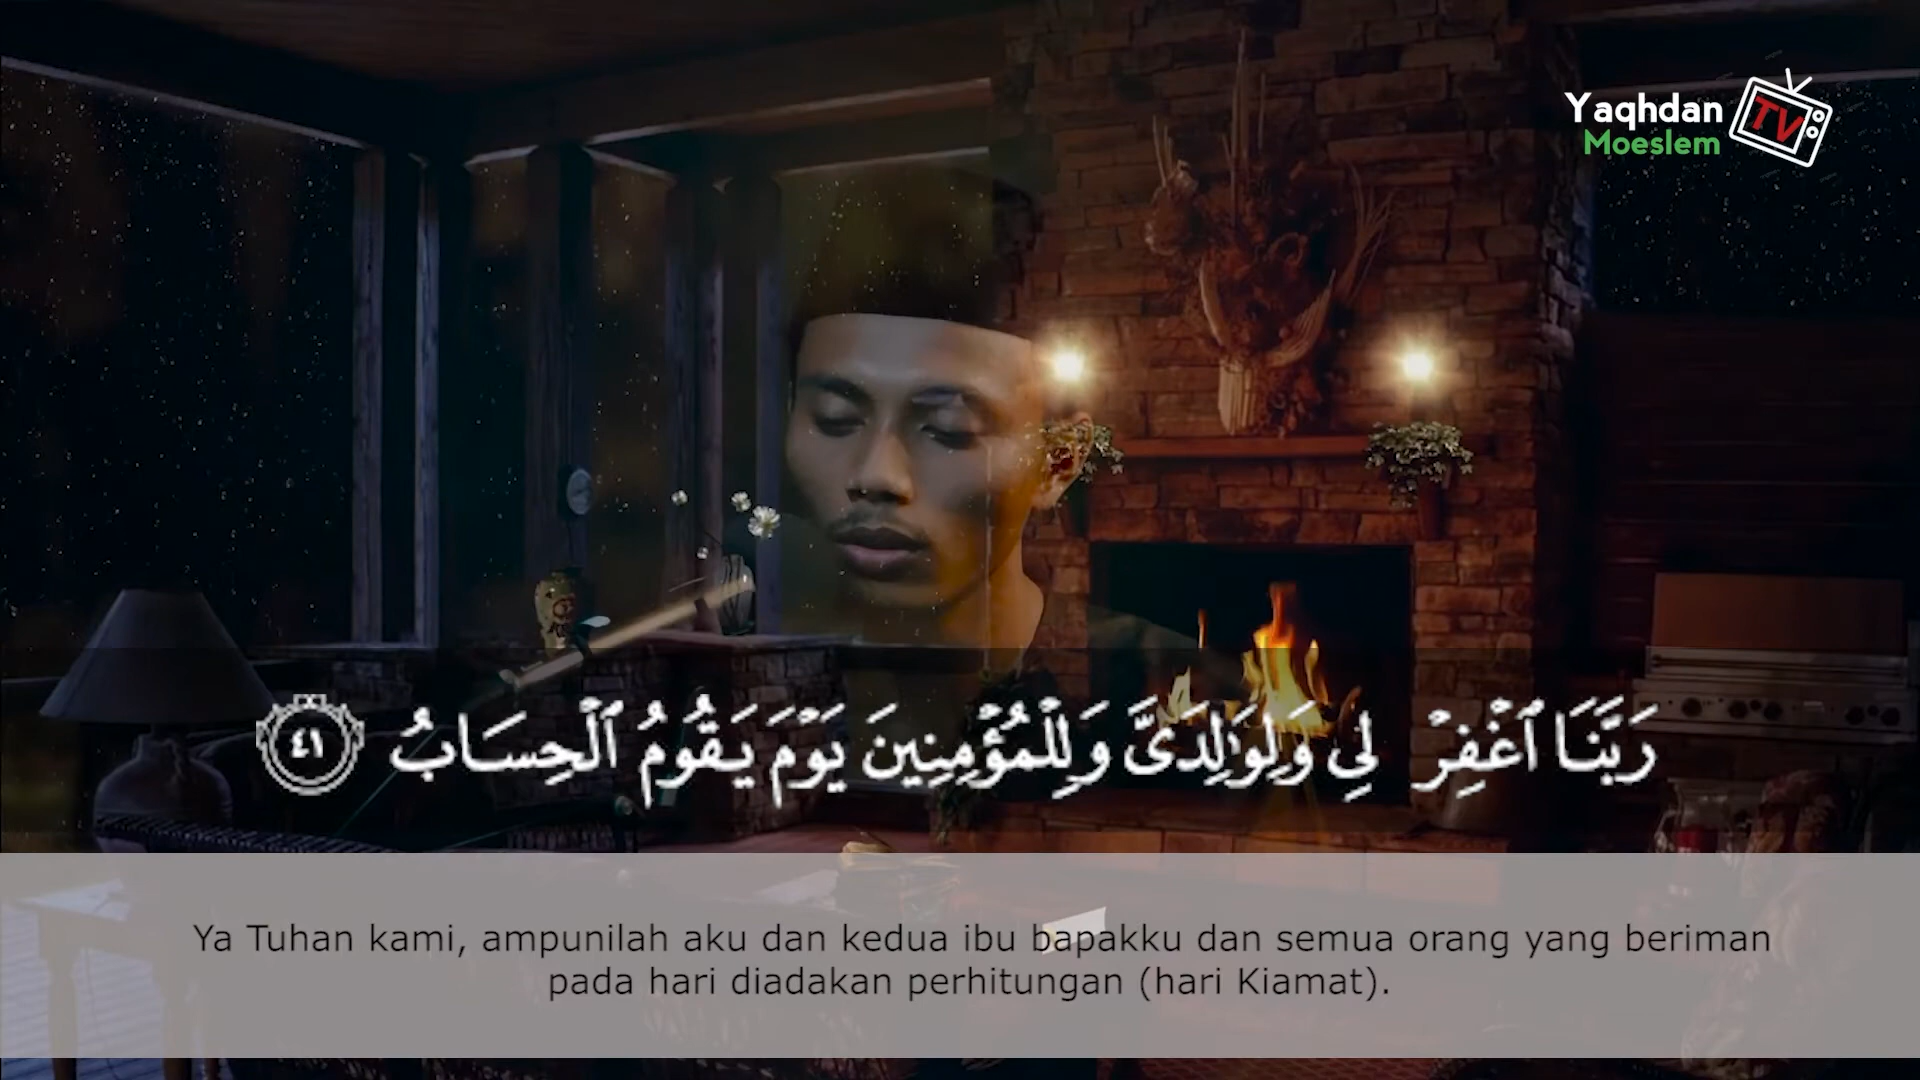 Yaqhdan
Moeslem
TV
رَبَّنَا ٱغْفِرْ لِي وَلِوَٰلِدَيَّ وَلِلْمُؤْمِنِينَ يَوْمَ يَقُومُ ٱلْحِسَابُ ٤١
Ya Tuhan kami, ampunilah aku dan kedua ibu bapakku dan semua orang yang beriman
pada hari diadakan perhitungan (hari Kiamat).